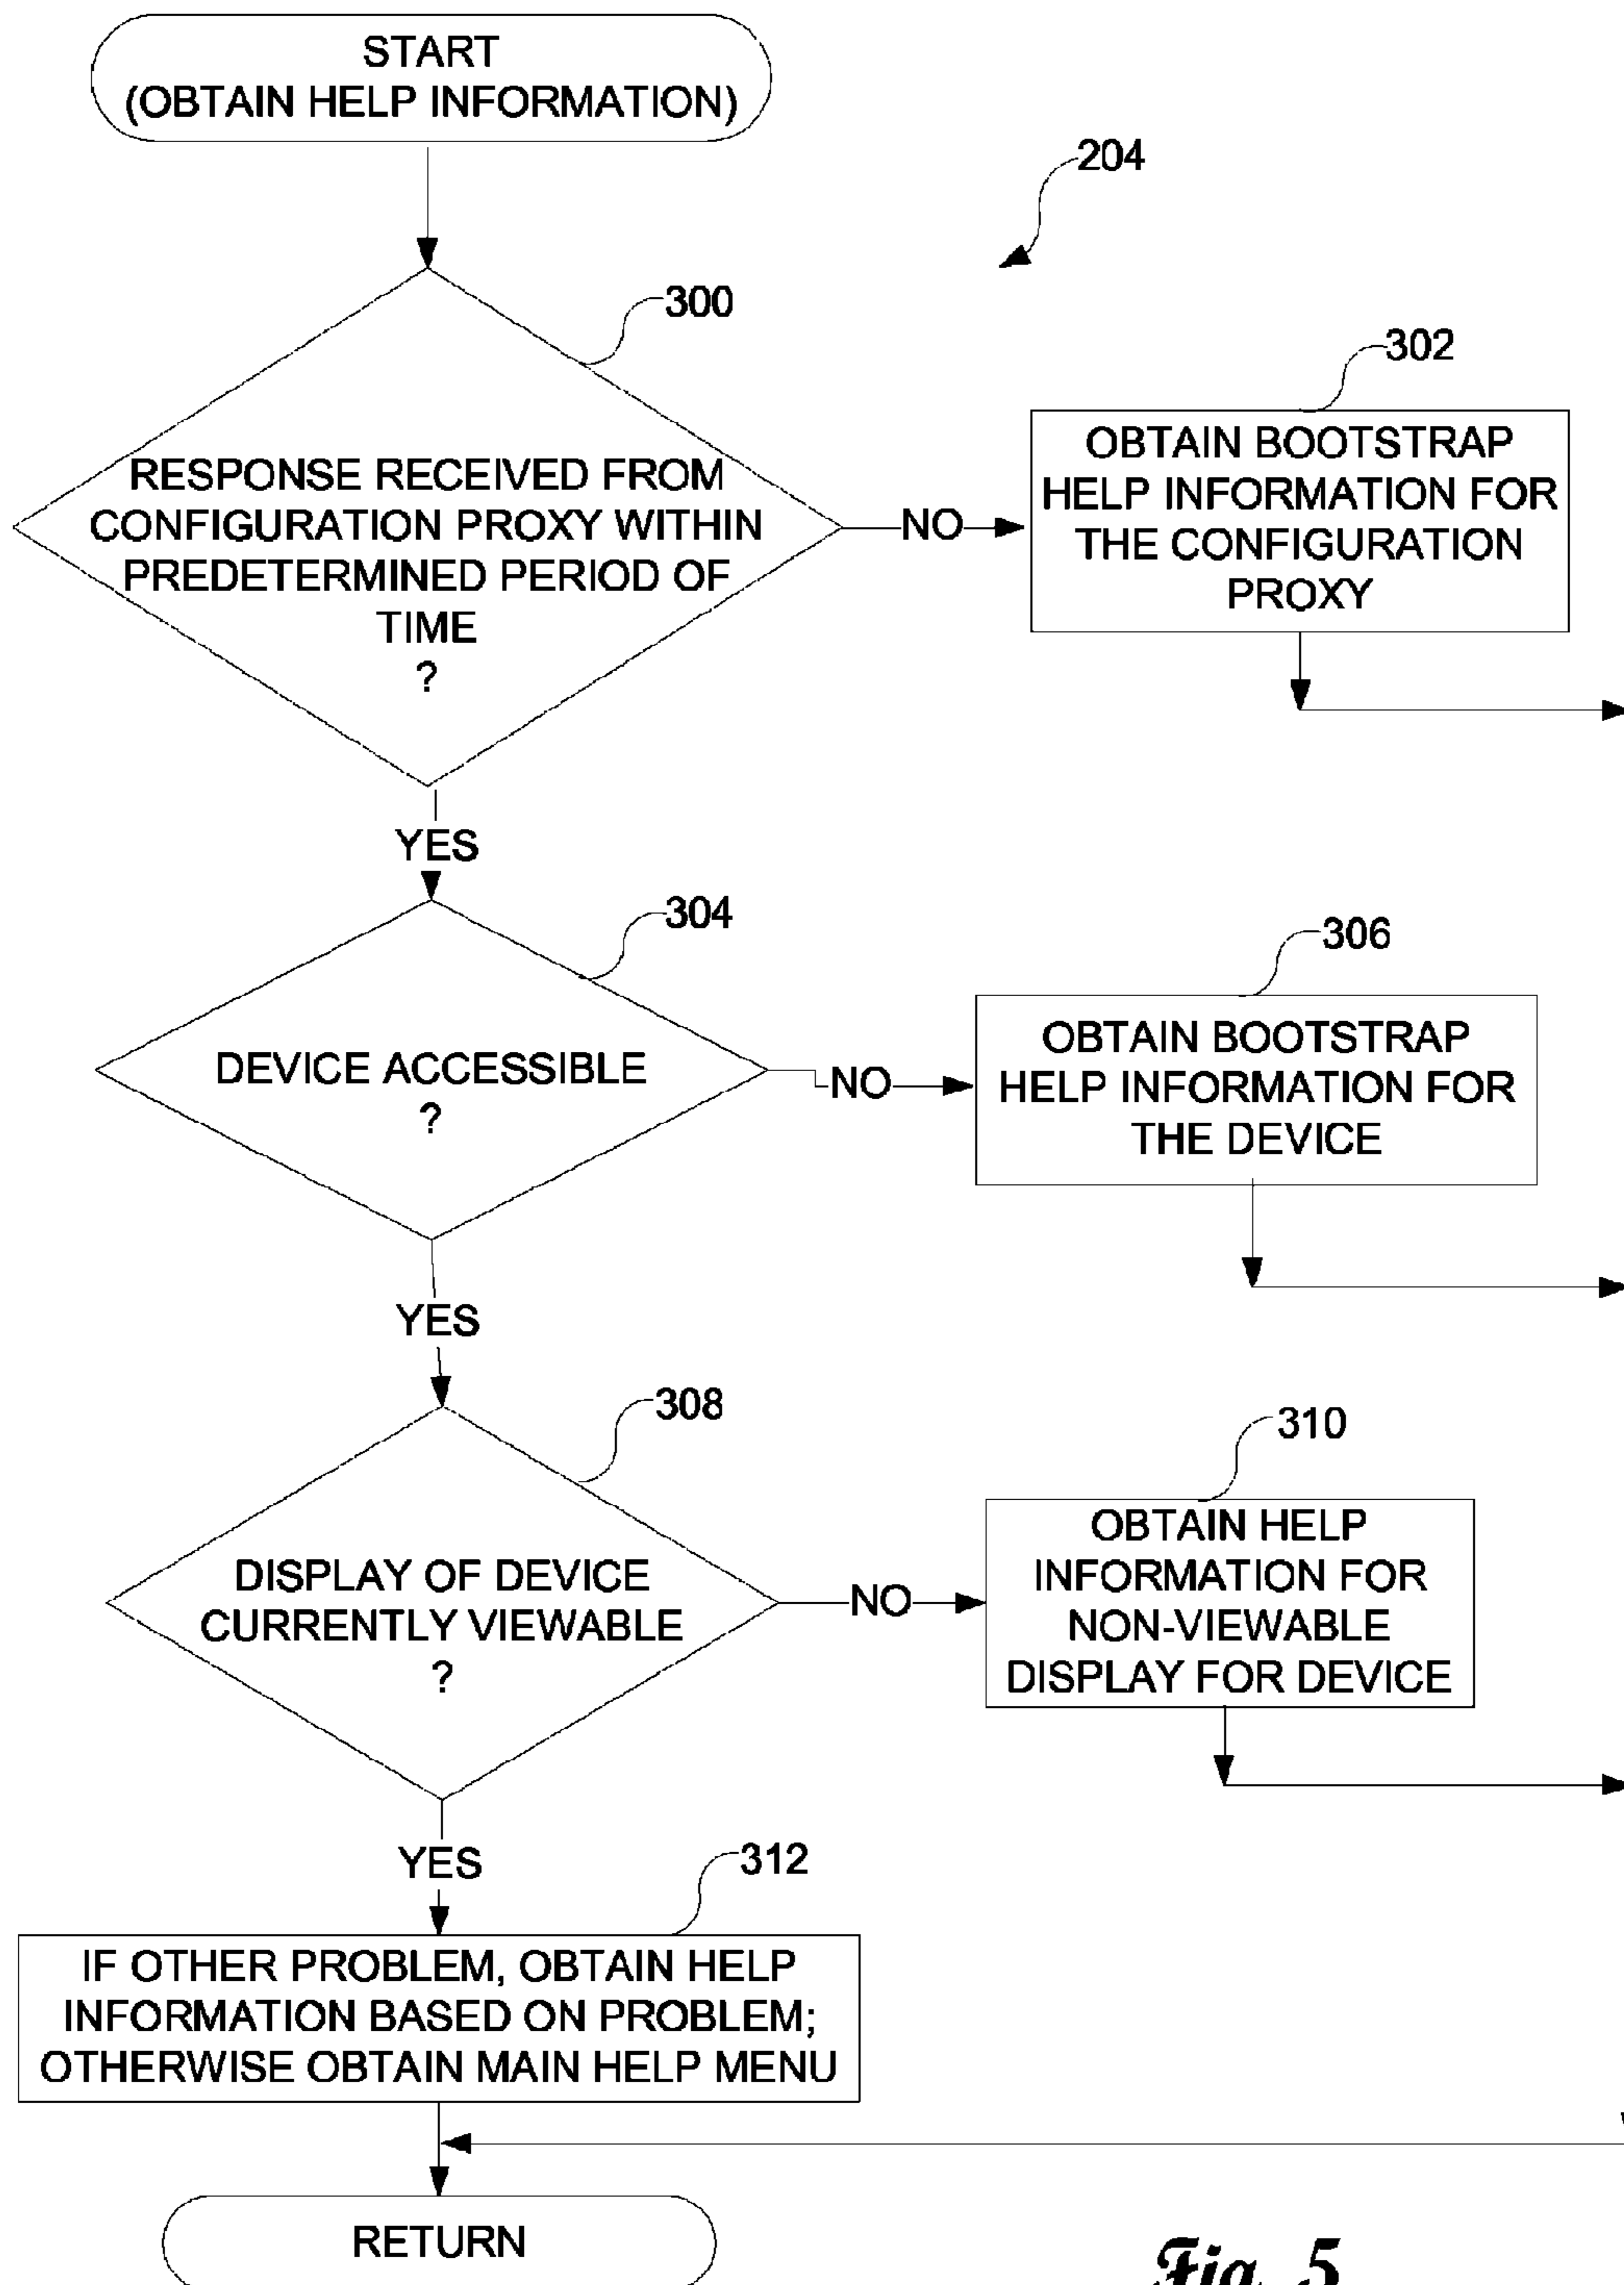 START
(OBTAIN HELP INFORMATION)
204
300
RESPONSE RECEIVED FROM
CONFIGURATION PROXY WITHIN
PREDETERMINED PERIOD OF
TIME
?
NO
302
OBTAIN BOOTSTRAP
HELP INFORMATION FOR
THE CONFIGURATION
PROXY
YES
304
DEVICE ACCESSIBLE
?
NO
306
OBTAIN BOOTSTRAP
HELP INFORMATION FOR
THE DEVICE
YES
308
DISPLAY OF DEVICE
CURRENTLY VIEWABLE
?
NO
310
OBTAIN HELP
INFORMATION FOR
NON-VIEWABLE
DISPLAY FOR DEVICE
YES
312
IF OTHER PROBLEM, OBTAIN HELP
INFORMATION BASED ON PROBLEM;
OTHERWISE OBTAIN MAIN HELP MENU
RETURN
Fig. 5